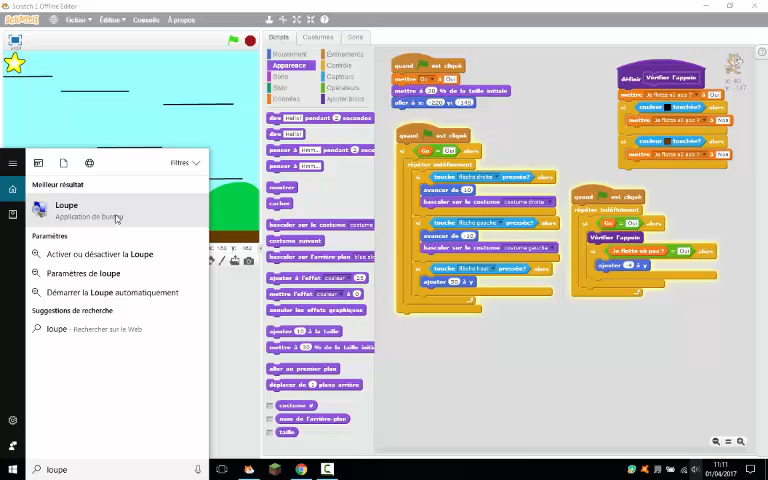 Scratch 2 Offline Editor
SCRATCH
Fichier
Édition
Conseils
À propos
Scripts
Costumes
Sons
Mouvement
Apparence
Sons
Stylo
Données
Événements
Contrôle
Capteurs
Opérateurs
Ajouter blocs
dire Hello! pendant 2 secondes
dire Hello!
penser à Hmm... pendant 2 secondes
penser à Hmm...
montrer
cacher
basculer sur le costume costume
costume suivant
basculer sur l'arrière-plan
ajouter à l'effet couleur 25
mettre l'effet couleur à 0
annuler les effets graphiques
ajouter 10 à la taille
mettre à % de la taille initiale
aller au premier plan
déplacer de 1 plans arrière
costume #
nom de l'arrière-plan
taille
quand est cliqué
mettre Go à Oui
mettre à 30 % de la taille initiale
aller à x: -220 y: -145
quand est cliqué
si Go = Oui alors
répéter indéfiniment
si touche flèche droite pressée? alors
avancer de 10
basculer sur le costume costume droite
si touche flèche gauche pressée? alors
avancer de -10
basculer sur le costume costume gauche
si touche flèche haut pressée? alors
ajouter 50 à y
quand est cliqué
répéter indéfiniment
si Go = Oui alors
Vérifier l'appuie
si Je flotte où pas ? = Oui alors
ajouter à y
définir Vérifier l'appuie
mettre Je flotte où pas ? à Oui
si couleur touchée? alors
mettre Je flotte où pas ? à Non
si couleur touchée? alors
mettre Je flotte où pas ? à Non
y: -147
Filtres
Meilleur résultat
Loupe
Application de bureau
Paramètres
Activer ou désactiver la Loupe
Paramètres de loupe
Démarrer la Loupe automatiquement
Suggestions de recherche
loupe - Rechercher sur le Web
loupe
11:11
01/04/2017